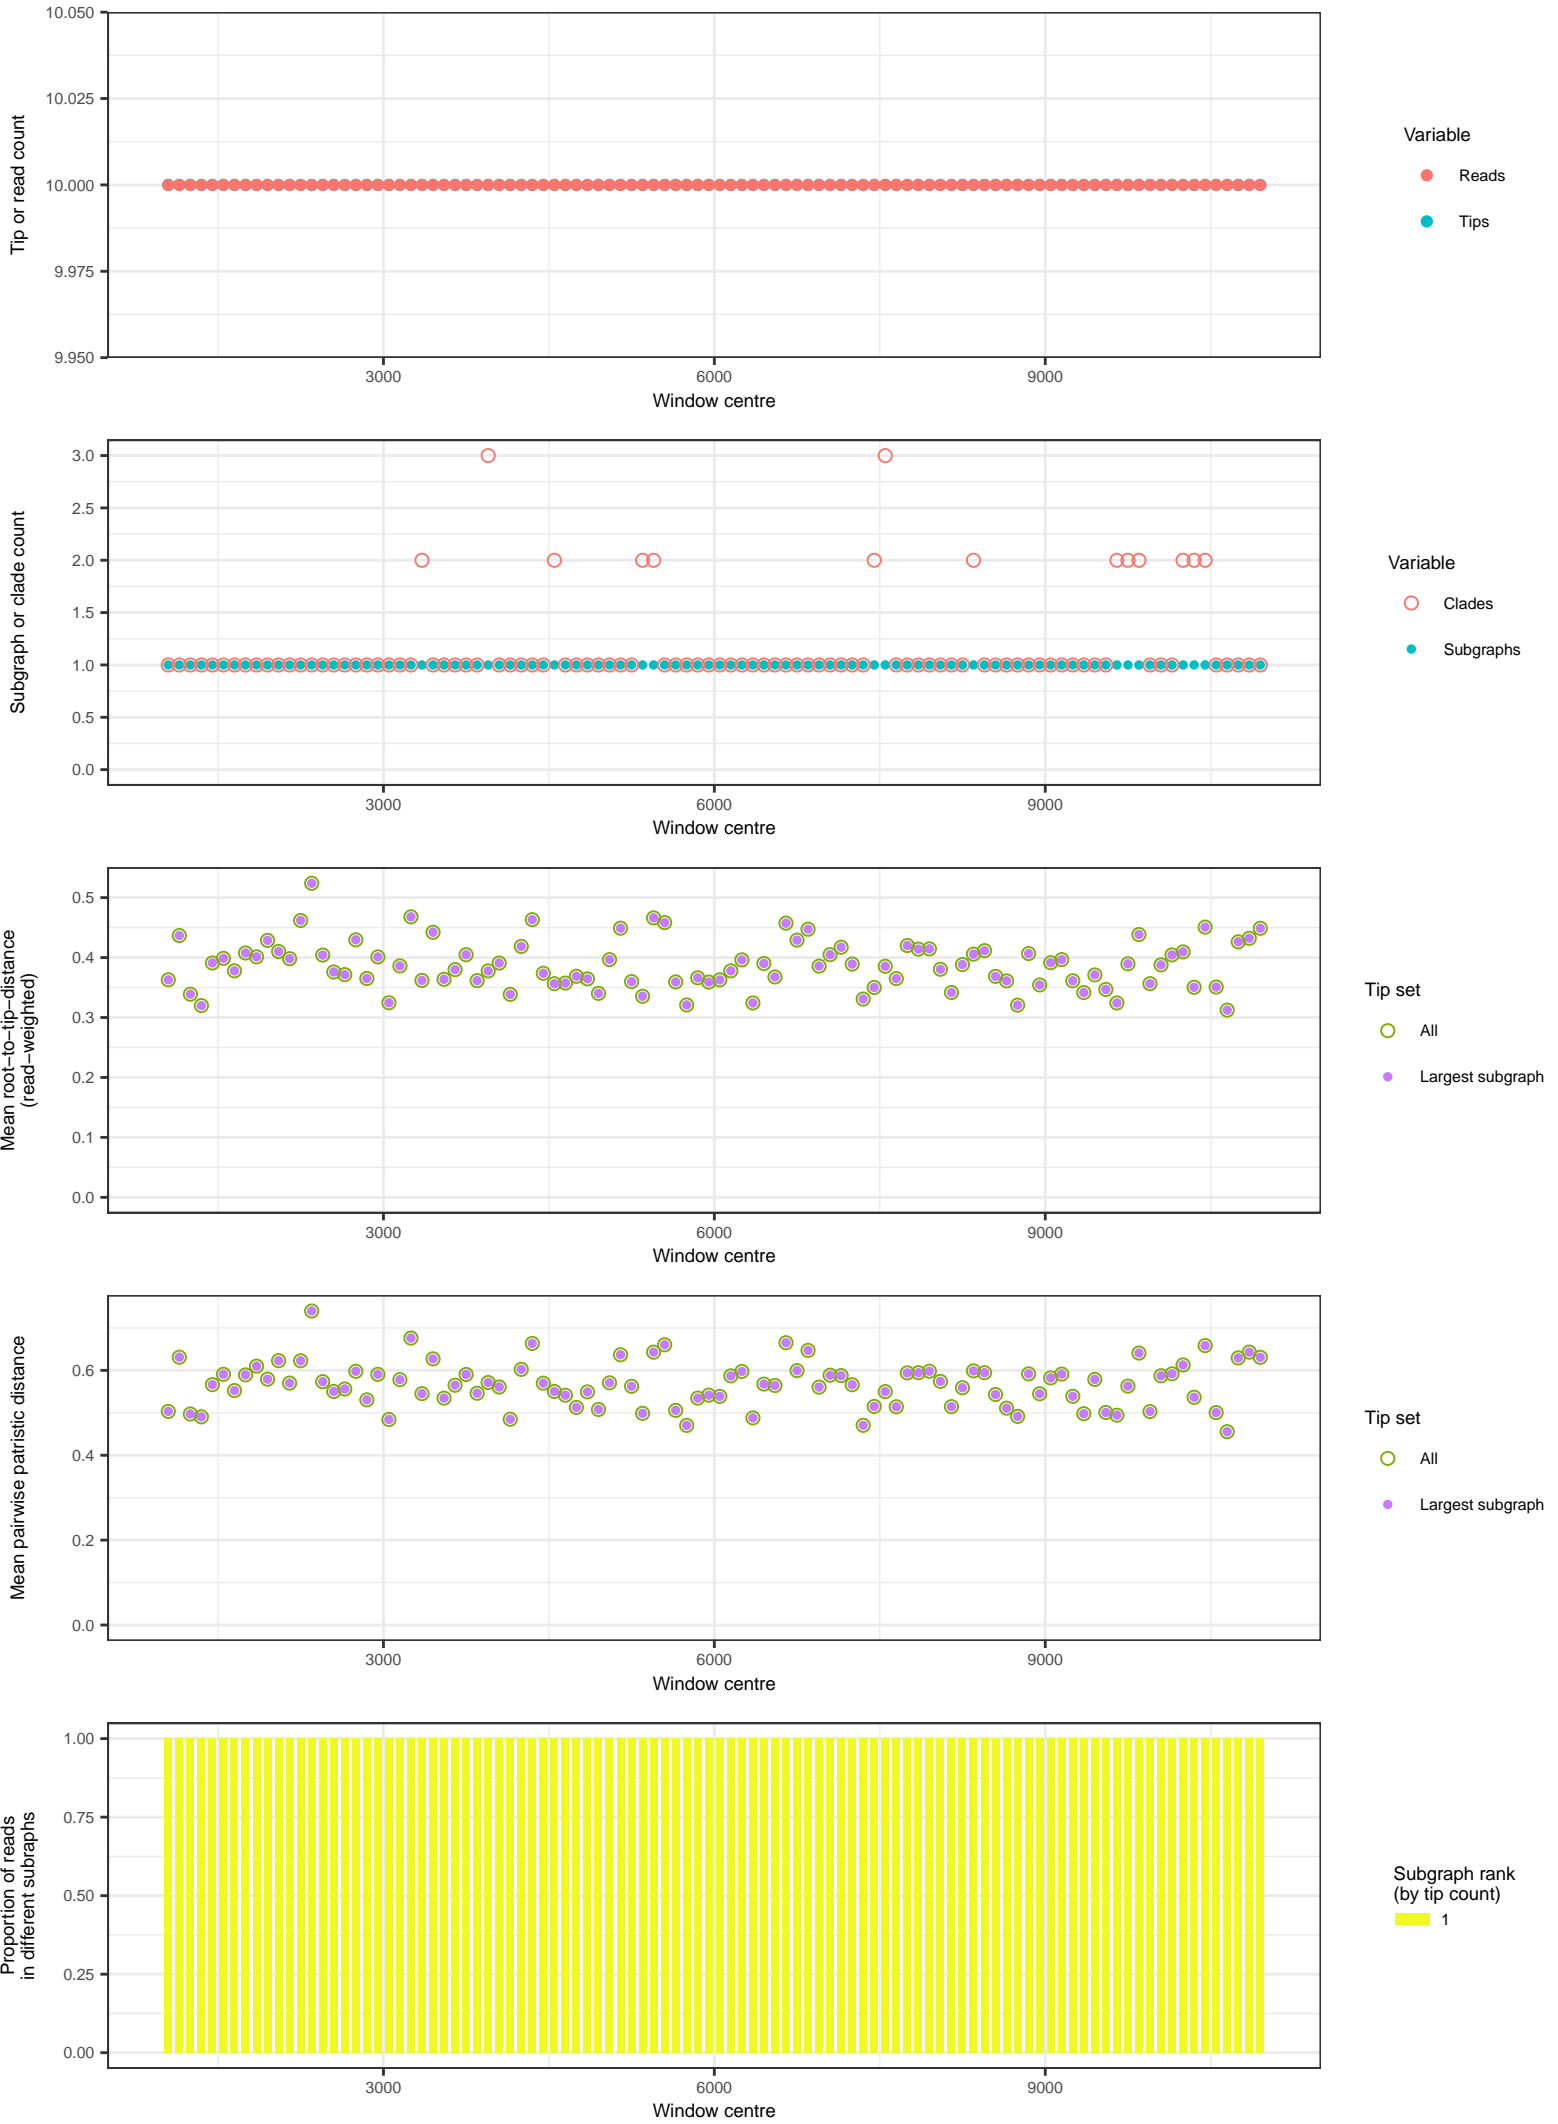 10.050
10.025
10.000
9.975
9.950
Tip or read count
3000 6000 9000
Window centre
Variable
Reads
Tips
3.0
2.5
2.0
1.5
1.0
0.5
0.0
Subgraph or clade count
3000 6000 9000
Window centre
Variable
Clades
Subgraphs
0.5
0.4
0.3
0.2
0.1
0.0
Mean root−to−tip−distance
(read−weighted)
3000 6000 9000
Window centre
Tip set
All
Largest subgraph
0.6
0.4
0.2
0.0
Mean pairwise patristic distance
3000 6000 9000
Window centre
Tip set
All
Largest subgraph
1.00
0.75
0.50
0.25
0.00
Proportion of reads
in different subraphs
3000 6000 9000
Window centre
Subgraph rank
(by tip count)
1